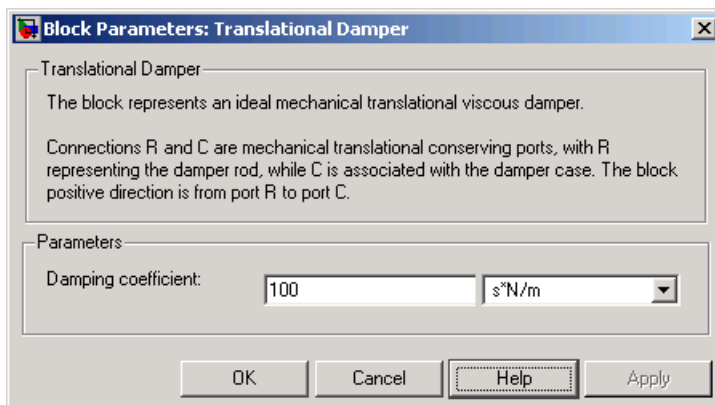 Block Parameters: Translational Damper
Translational Damper
The block represents an ideal mechanical translational viscous damper.
Connections R and C are mechanical translational conserving ports, with R
representing the damper rod, while C is associated with the damper case. The block
positive direction is from port R to port C.
Parameters
Damping coefficient: 100 s*N/m
OK Cancel Help Apply